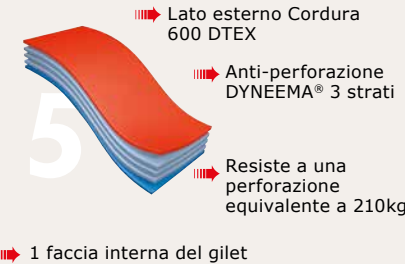 Lato esterno Cordura
600 DTEX
Anti-perforazione
DYNEEMA® 3 strati
5
Resiste a una
perforazione
equivalente a 210kg
1 faccia interna del gilet